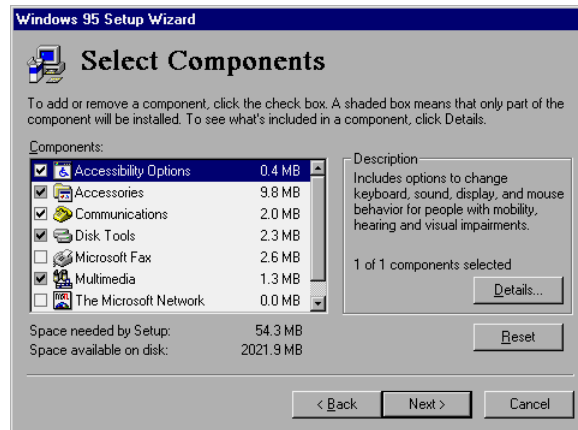 Windows 95 Setup Wizard
Select Components
To add or remove a component, click the check box. A shaded box means that only part of the
component will be installed. To see what's included in a component, click Details.
Components:
Accessibility Options 0.4 MB
Accessories 9.8 MB
Communications 2.0 MB
Disk Tools 2.3 MB
Microsoft Fax 2.6 MB
Multimedia 1.3 MB
The Microsoft Network 0.0 MB
Description
Includes options to change
keyboard, sound, display, and mouse
behavior for people with mobility,
hearing and visual impairments.
1 of 1 components selected
Details...
Space needed by Setup: 54.3 MB
Space available on disk: 2021.9 MB
Reset
< Back
Next >
Cancel